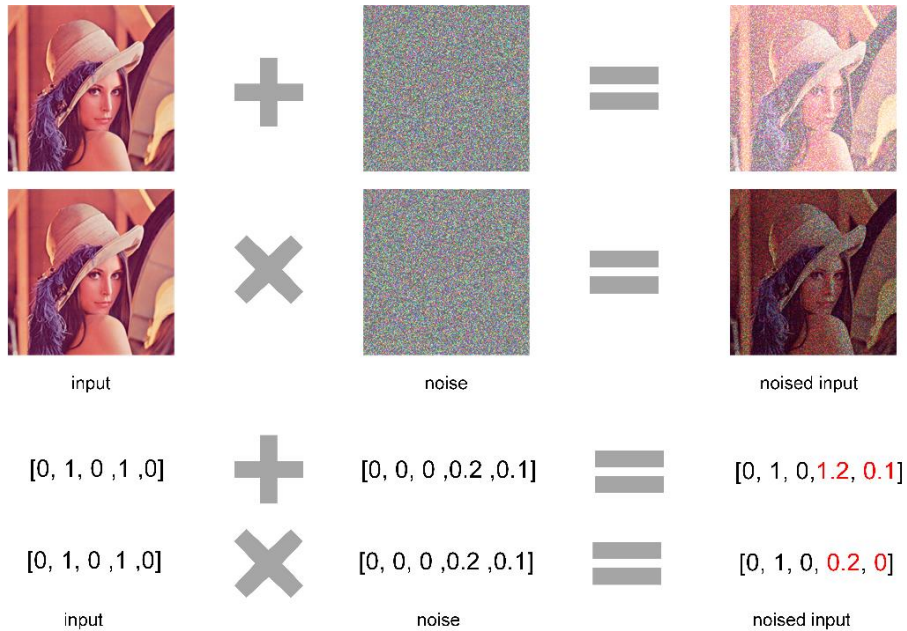 input noise noised input
[0, 1, 0 ,1 ,0] [0, 0, 0 ,0.2 ,0.1] [0, 1, 0,1.2, 0.1]
[0, 1, 0 ,1 ,0] [0, 0, 0 ,0.2 ,0.1] [0, 1, 0, 0.2, 0]
input noise noised input